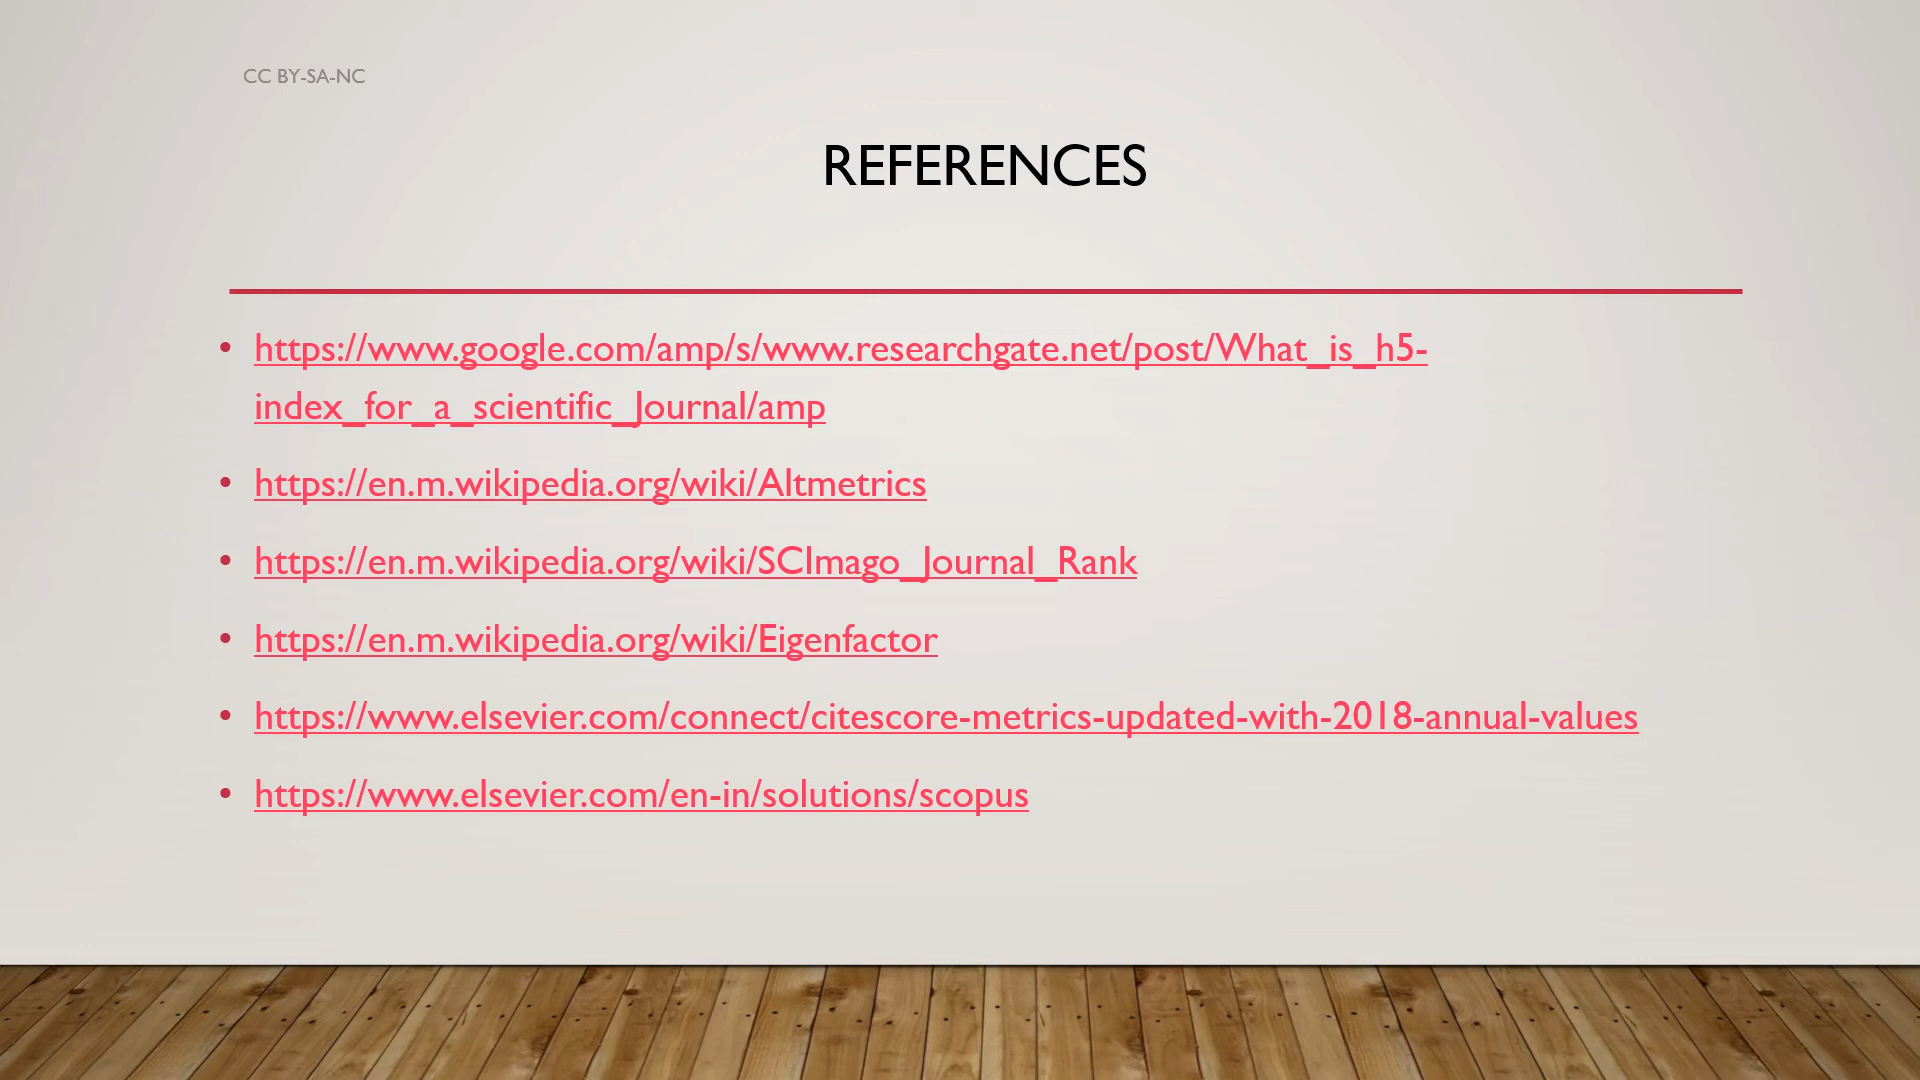 CC BY-SA-NC
REFERENCES
• https://www.google.com/amp/s/www.researchgate.net/post/What_is_h5-
index_for_a_scientific_Journal/amp
• https://en.m.wikipedia.org/wiki/Altmetrics
• https://en.m.wikipedia.org/wiki/SCImago_Journal_Rank
• https://en.m.wikipedia.org/wiki/Eigenfactor
• https://www.elsevier.com/connect/citescore-metrics-updated-with-2018-annual-values
• https://www.elsevier.com/en-in/solutions/scopus